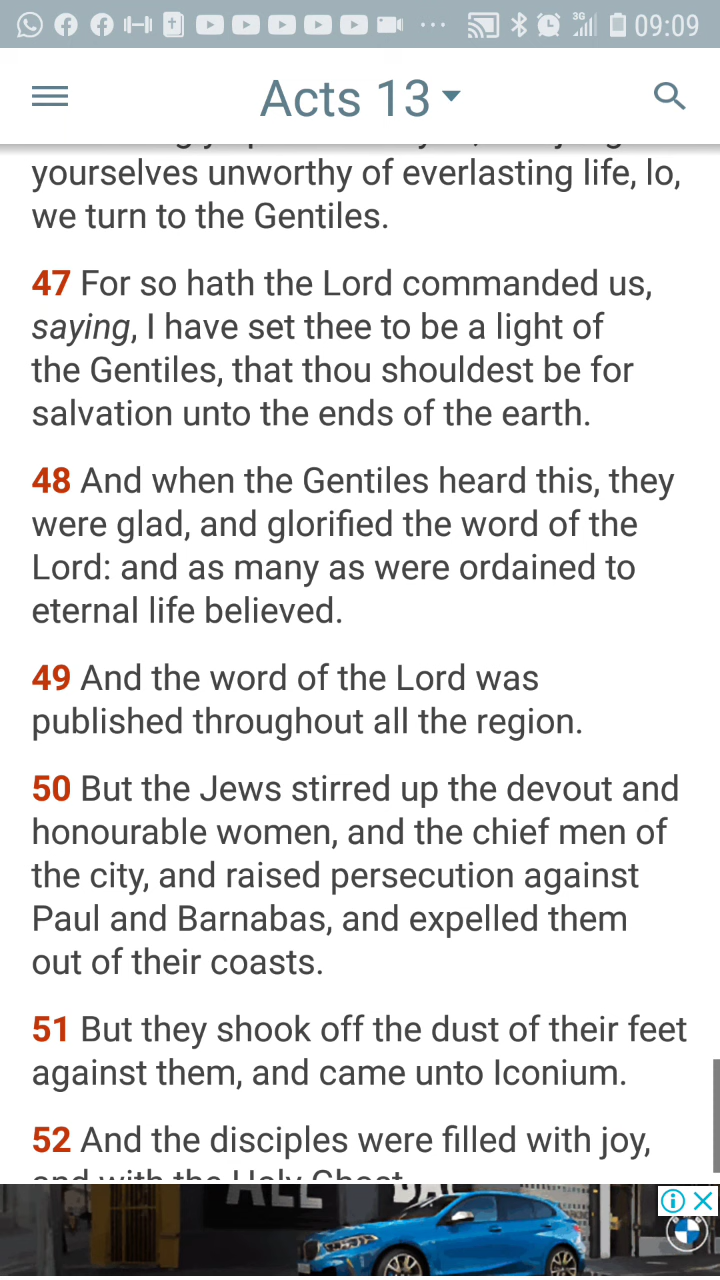 3G
09:09
Acts 13
yourselves unworthy of everlasting life, lo,
we turn to the Gentiles.
47 For so hath the Lord commanded us,
saying, I have set thee to be a light of
the Gentiles, that thou shouldest be for
salvation unto the ends of the earth.
48 And when the Gentiles heard this, they
were glad, and glorified the word of the
Lord: and as many as were ordained to
eternal life believed.
49 And the word of the Lord was
published throughout all the region.
50 But the Jews stirred up the devout and
honourable women, and the chief men of
the city, and raised persecution against
Paul and Barnabas, and expelled them
out of their coasts.
51 But they shook off the dust of their feet
against them, and came unto Iconium.
52 And the disciples were filled with joy,
and with the Holy Ghost.